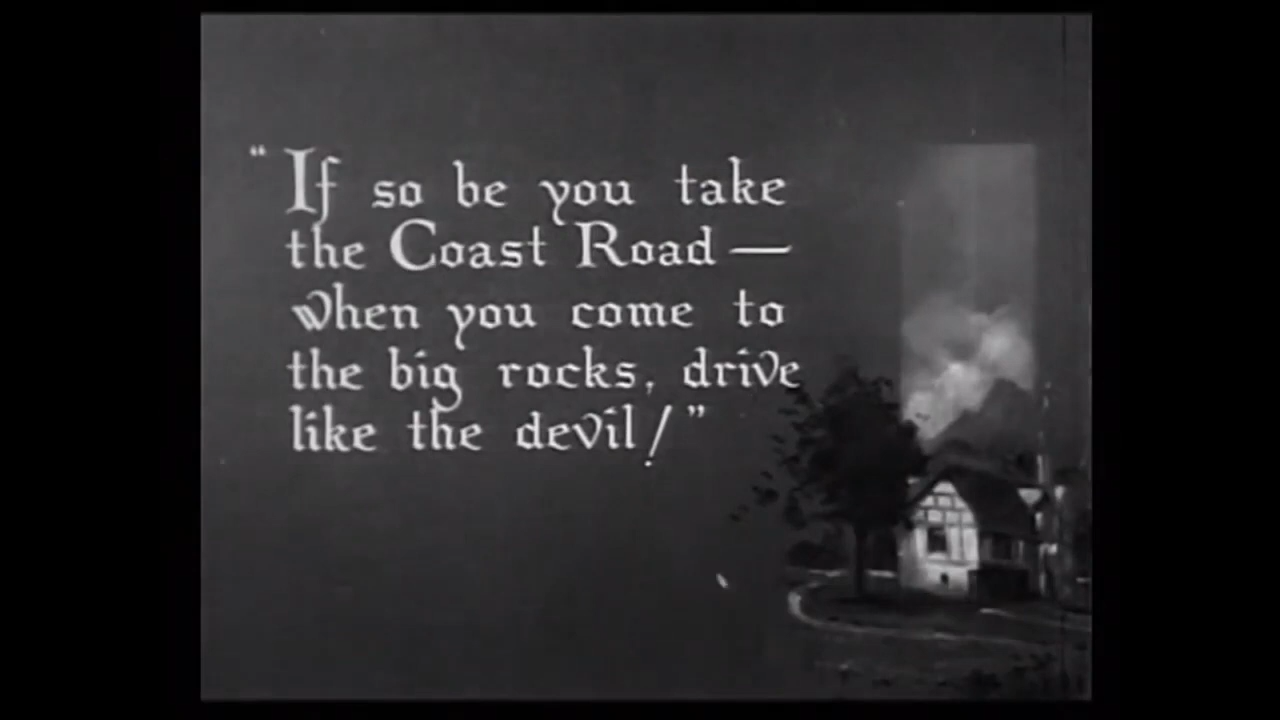 “If so be you take
the Coast Road —
when you come to
the big rocks, drive
like the devil!”